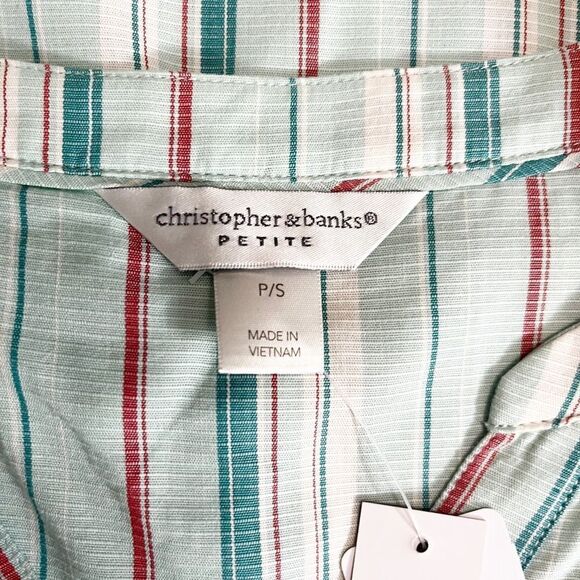 christopher&banks®
PETITE
P/S
MADE IN
VIETNAM